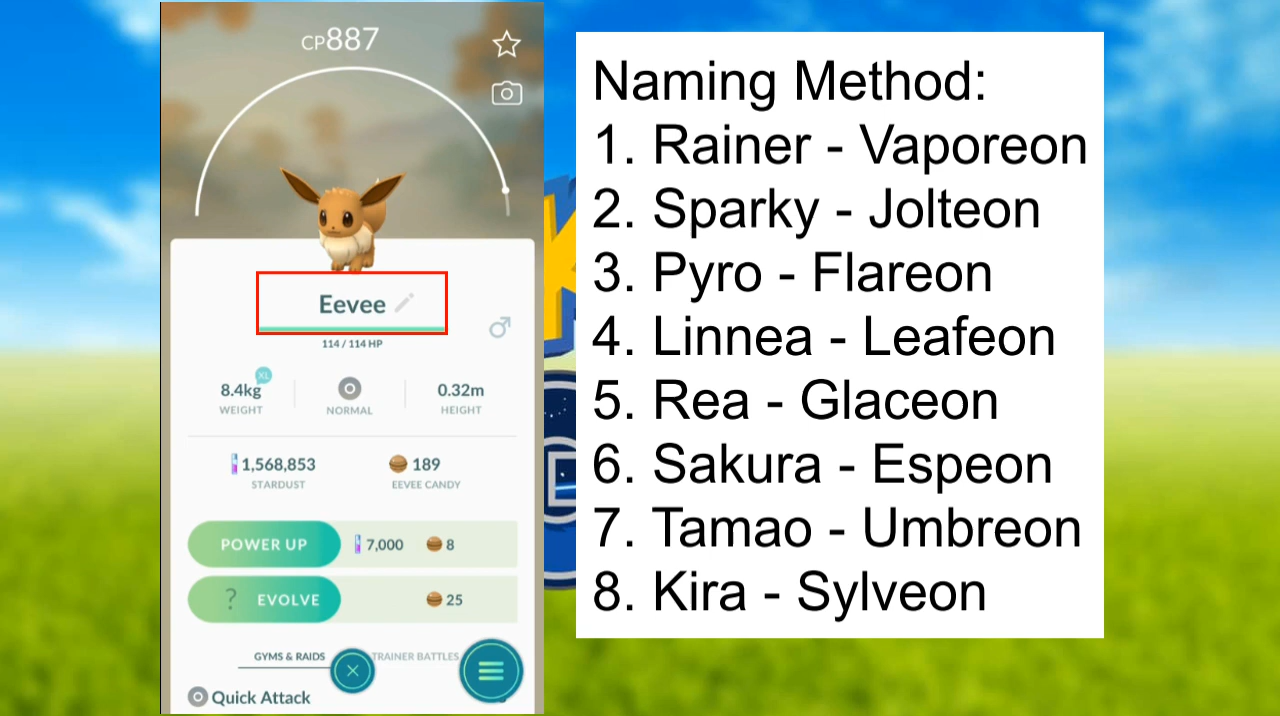 CP887
Eevee
114 / 114 HP
XL
8.4kg
WEIGHT
NORMAL
0.32m
HEIGHT
1,568,853
STARDUST
189
EEVEE CANDY
POWER UP
7,000
8
? EVOLVE
25
GYMS & RAIDS
TRAINER BATTLES
Quick Attack
Naming Method:
1. Rainer - Vaporeon
2. Sparky - Jolteon
3. Pyro - Flareon
4. Linnea - Leafeon
5. Rea - Glaceon
6. Sakura - Espeon
7. Tamao - Umbreon
8. Kira - Sylveon